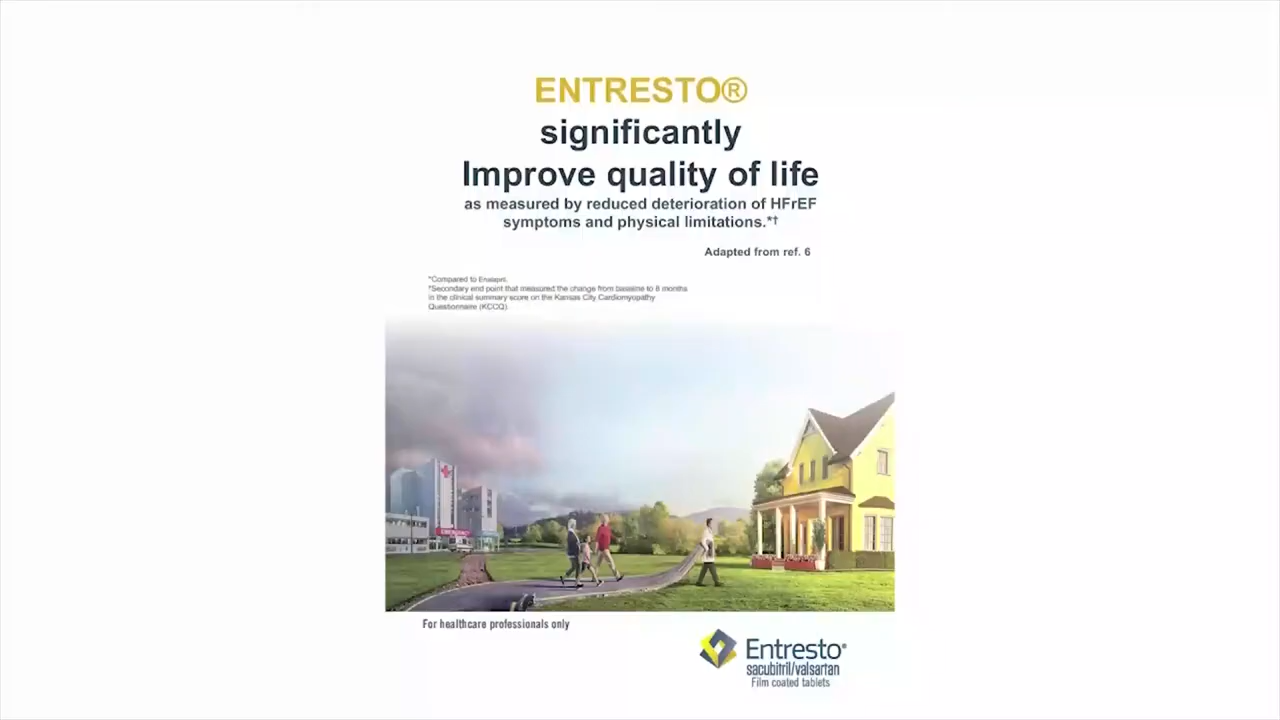 ENTRESTO®
significantly
Improve quality of life
as measured by reduced deterioration of HFrEF
symptoms and physical limitations.*†
Adapted from ref. 6
*Compared to Enalapril.
†Secondary end point that measured the change from baseline to 8 months
in the clinical summary score on the Kansas City Cardiomyopathy
Questionnaire (KCCQ)
EMERGENCY
For healthcare professionals only
Entresto®
sacubitril/valsartan
Film coated tablets